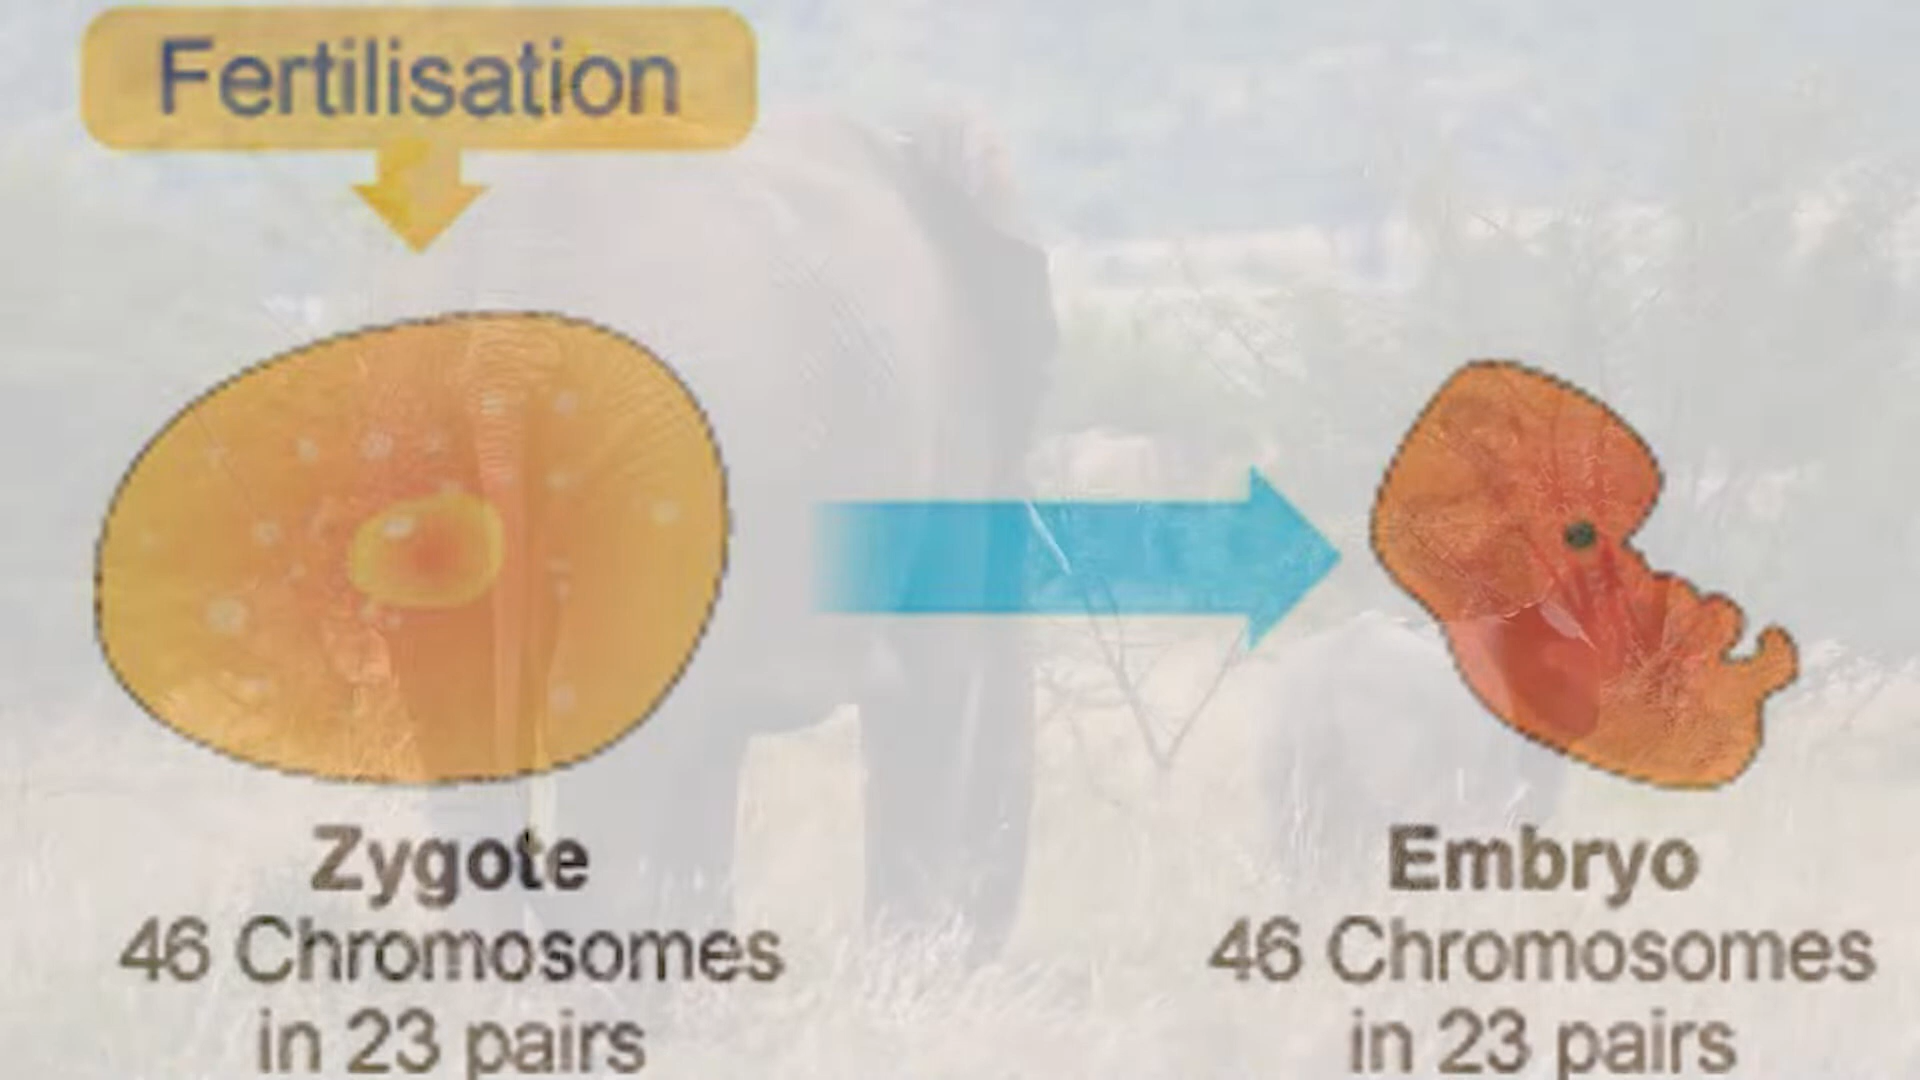 Fertilisation
Zygote
46 Chromosomes
in 23 pairs
Embryo
46 Chromosomes
in 23 pairs